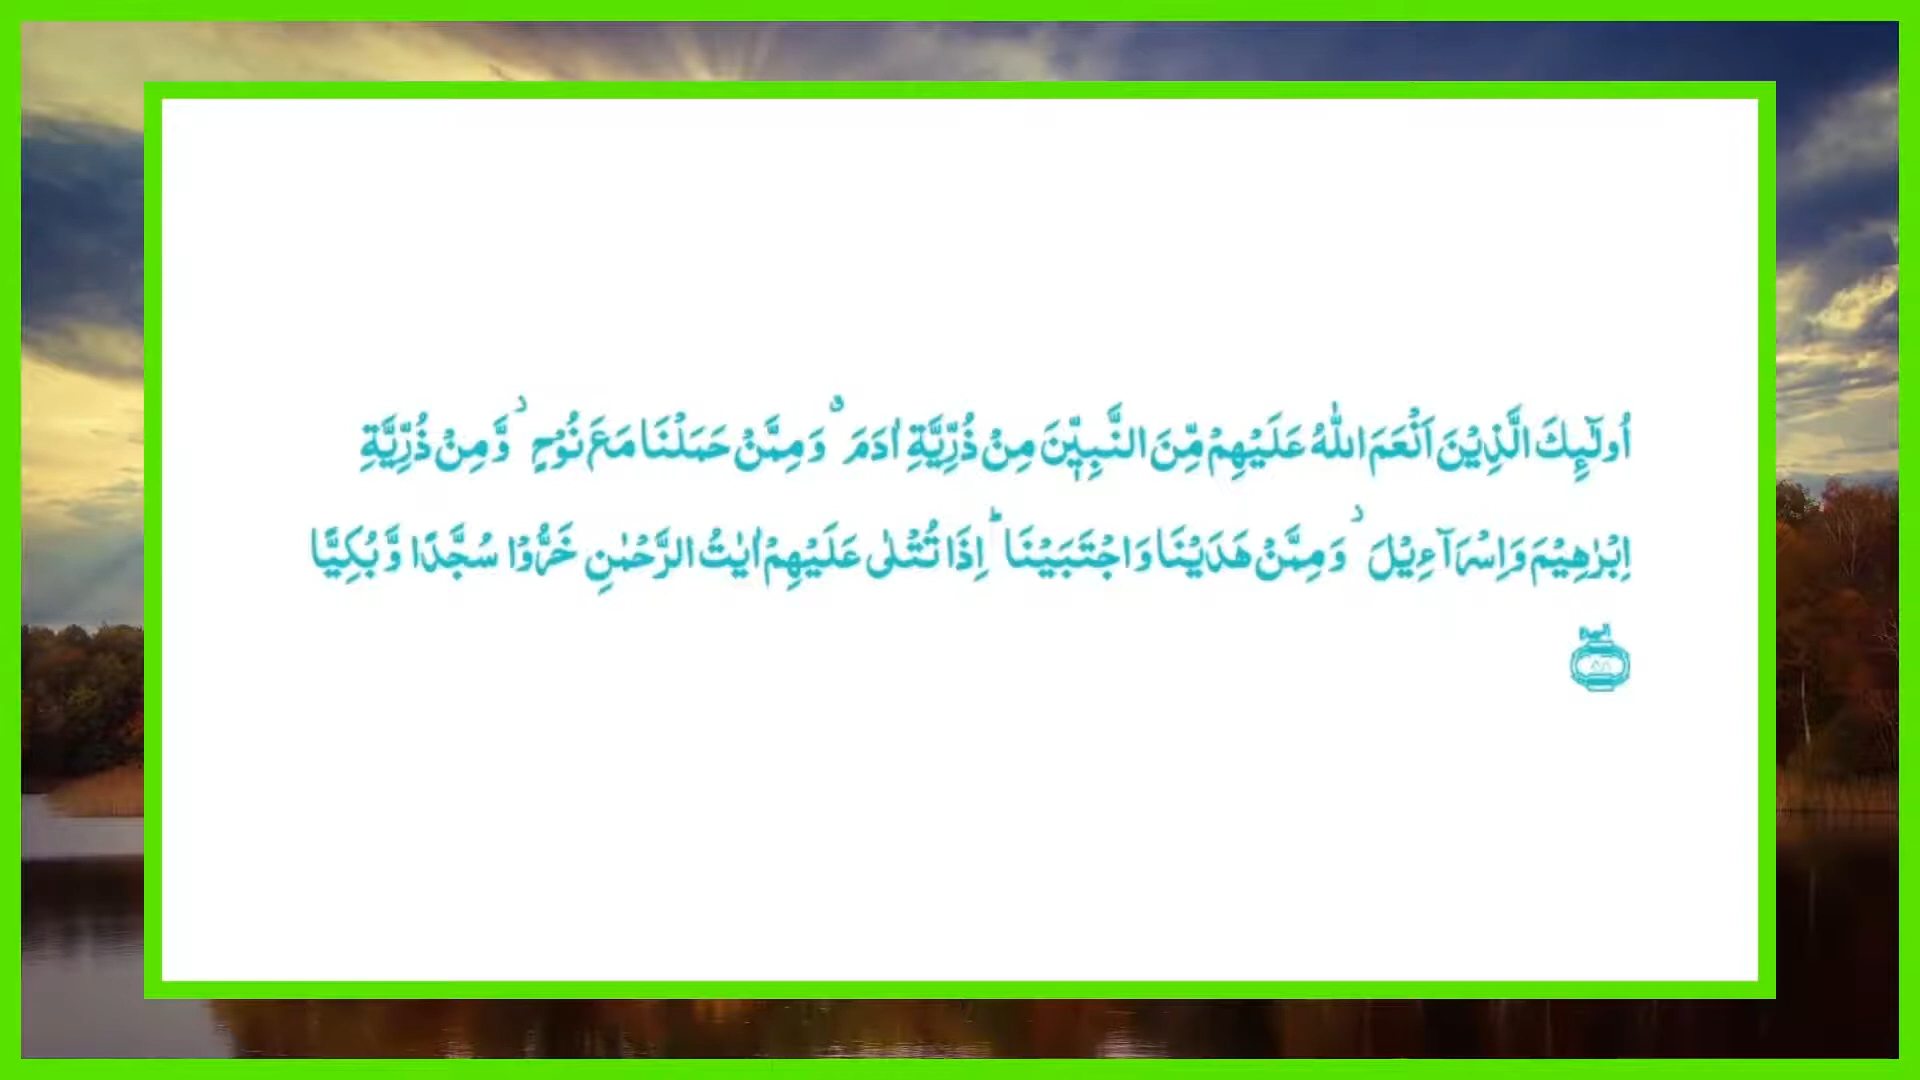 اُولٰٓئِكَ الَّذِيْنَ اَنْعَمَ اللّٰهُ عَلَيْهِمْ مِّنَ النَّبِيّٖنَ مِنْ ذُرِّيَّةِ اٰدَمَ ۗ وَمِمَّنْ حَمَلْنَا مَعَ نُوْحٍ ؗ وَّمِنْ ذُرِّيَّةِ
اِبْرٰهِيْمَ وَاِسْرَآءِيْلَ ؗ وَمِمَّنْ هَدَيْنَا وَاجْتَبَيْنَا ؕ اِذَا تُتْلٰى عَلَيْهِمْ اٰيٰتُ الرَّحْمٰنِ خَرُّوْا سُجَّدًا وَّبُكِيًّا